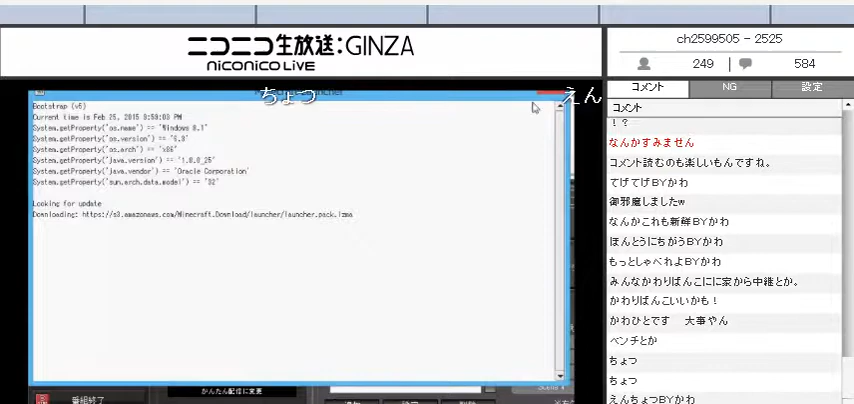 ニコニコ生放送:GINZA
niconico Live
ch2599505 - 2525
249 | 584
コメント NG 設定
コメント
ちょつ えん
Bootstrap (v5)
Current time is Feb 25, 2015 8:59:03 PM
System.getProperty('os.name') == 'Windows 8.1'
System.getProperty('os.version') == '6.3'
System.getProperty('os.arch') == 'x86'
System.getProperty('java.version') == '1.8.0_25'
System.getProperty('java.vendor') == 'Oracle Corporation'
System.getProperty('sun.arch.data.model') == '32'
Looking for update
Downloading: https://s3.amazonaws.com/Minecraft.Download/launcher/launcher.pack.lzma
！？
なんかすみません
コメント読むのも楽しいもんですね。
てげてげBYかわ
御邪魔しましたw
なんかこれも新鮮BYかわ
ほんとうにちがうBYかわ
もっとしゃべれよBYかわ
みんなかわりばんこにに家から中継とか。
かわりばんこいいかも！
かわひとです　大事やん
ベンチとか
ちょつ
ちょつ
えんちょつBYかわ
番組終了
かんたん配信に変更